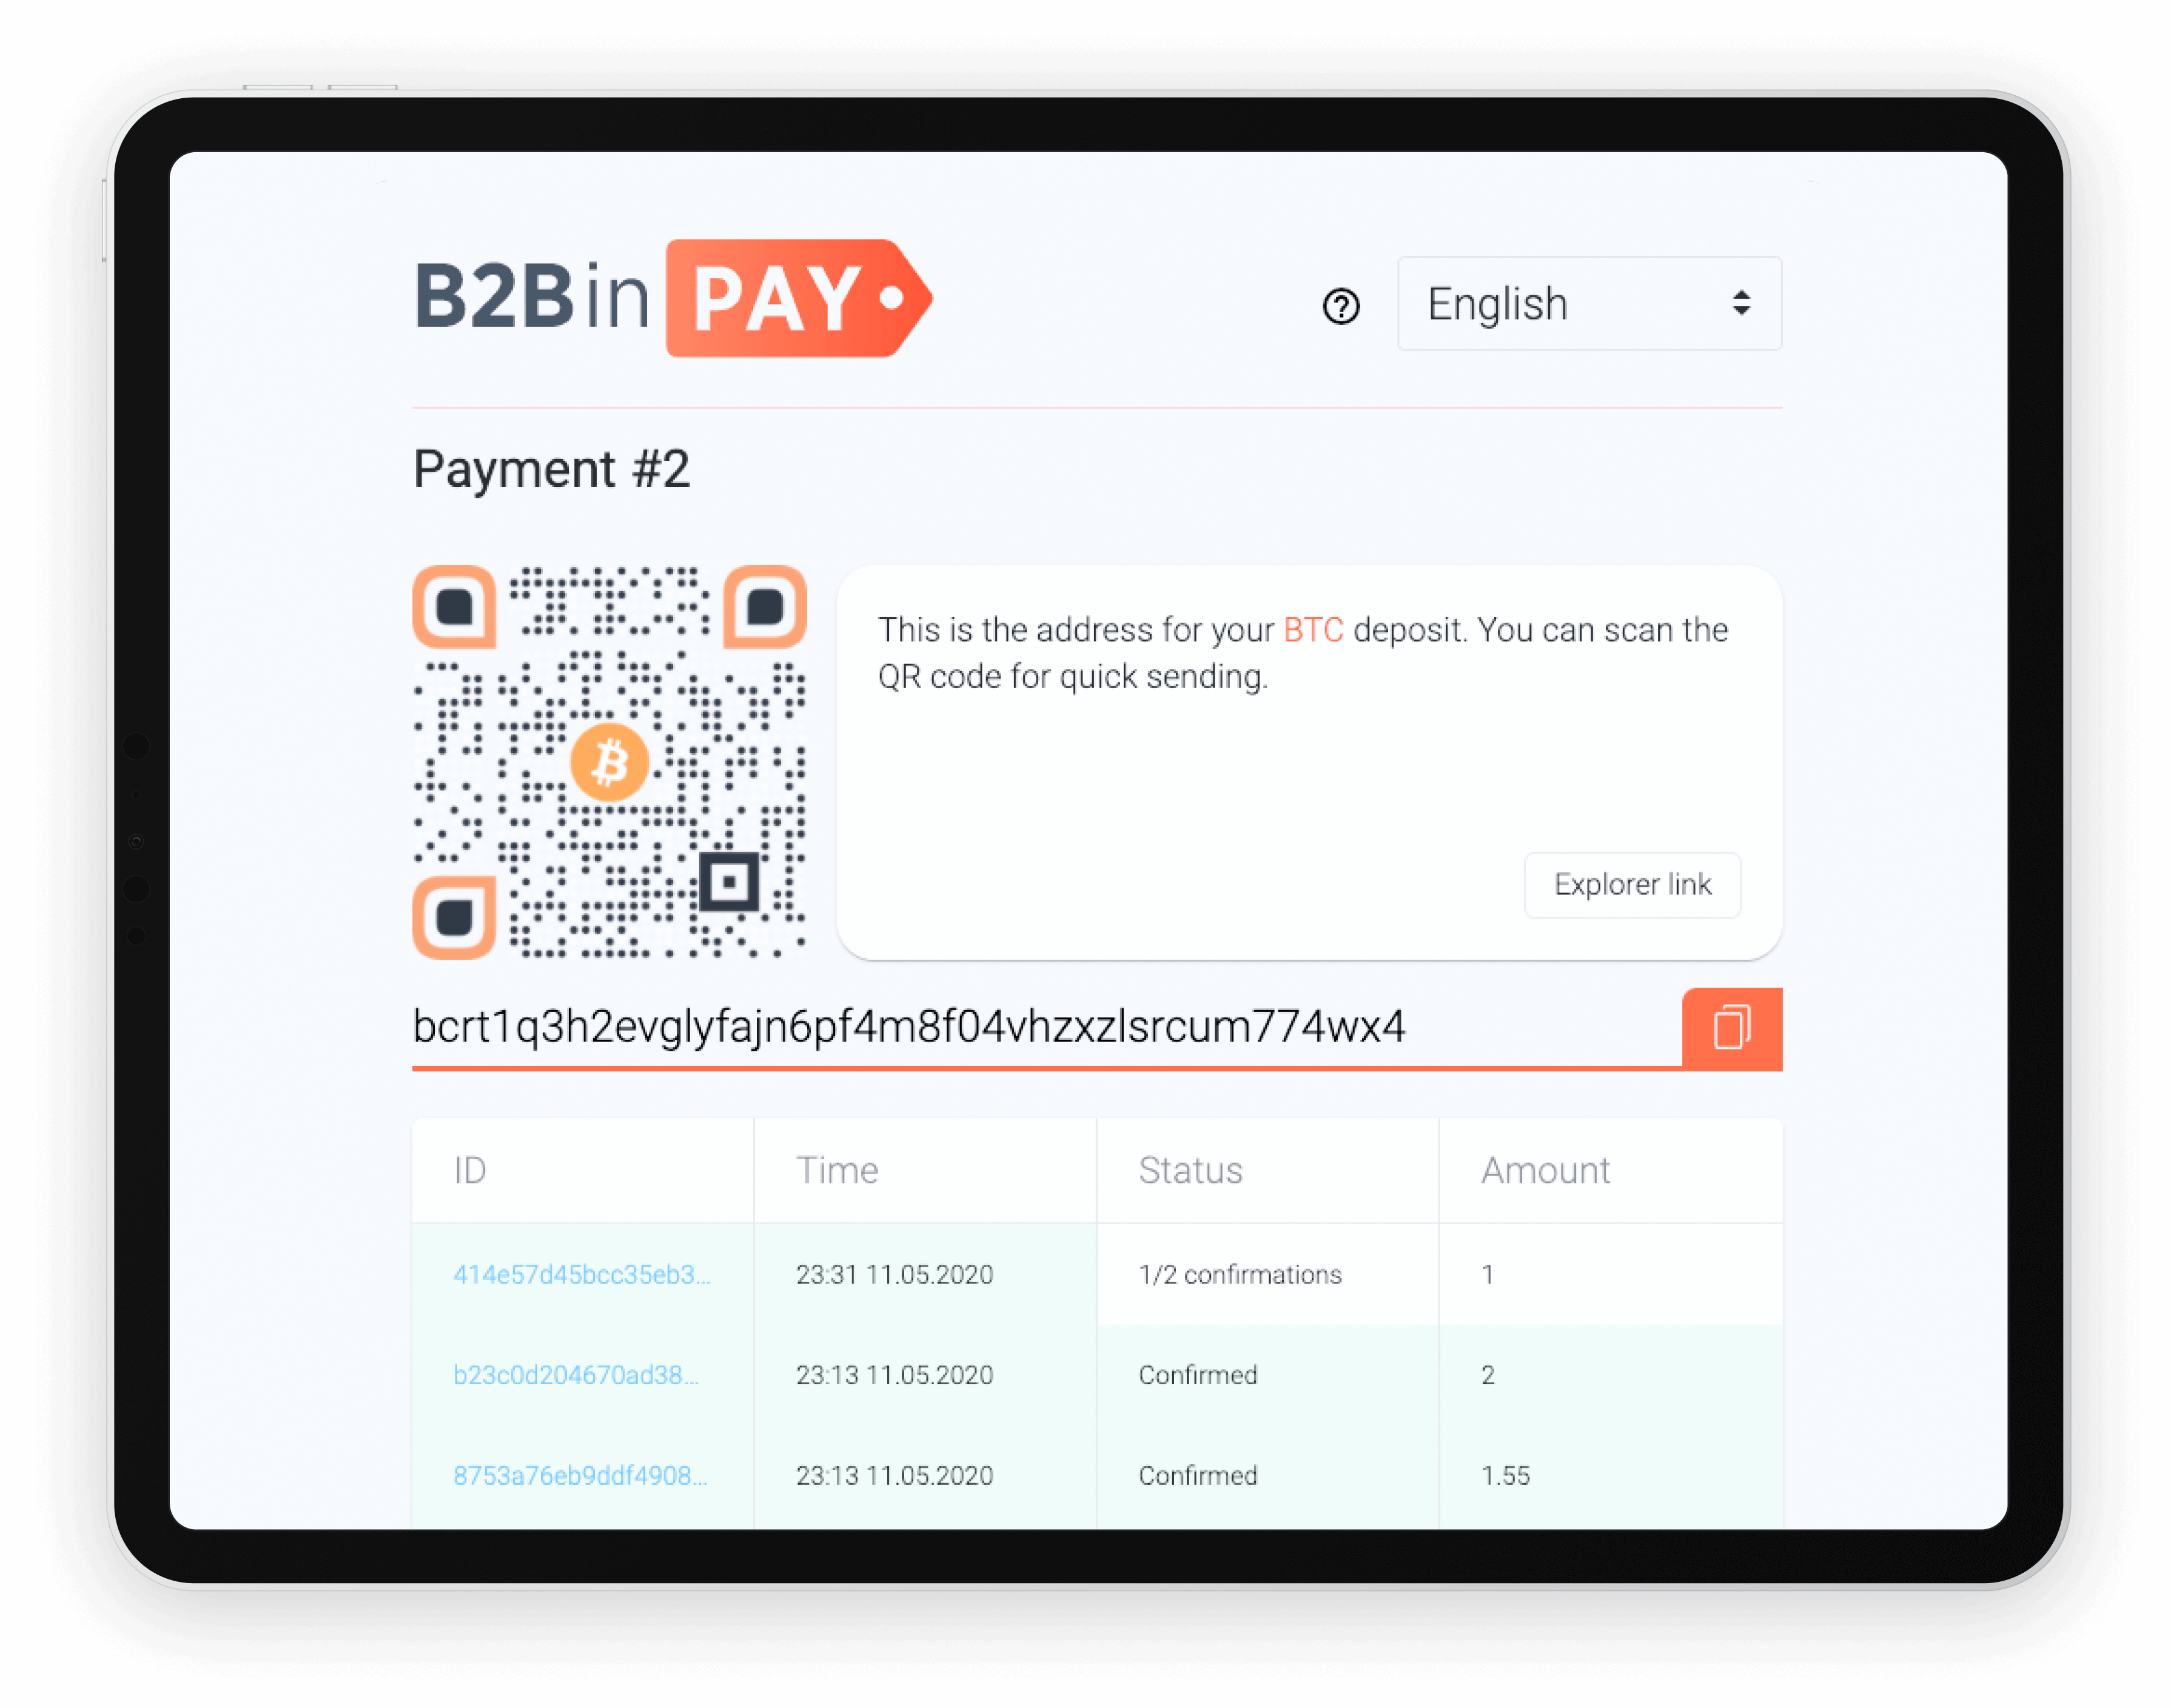 B2Bin PAY
English
Payment #2
This is the address for your BTC deposit. You can scan the
QR code for quick sending.
Explorer link
bcrt1q3h2evglyfajn6pf4m8f04vhzxzlsrcum774wx4
ID Time Status Amount
414e57d45bcc35eb3... 23:31 11.05.2020 1/2 confirmations 1
b23c0d204670ad38... 23:13 11.05.2020 Confirmed 2
8753a76eb9ddf4908... 23:13 11.05.2020 Confirmed 1.55